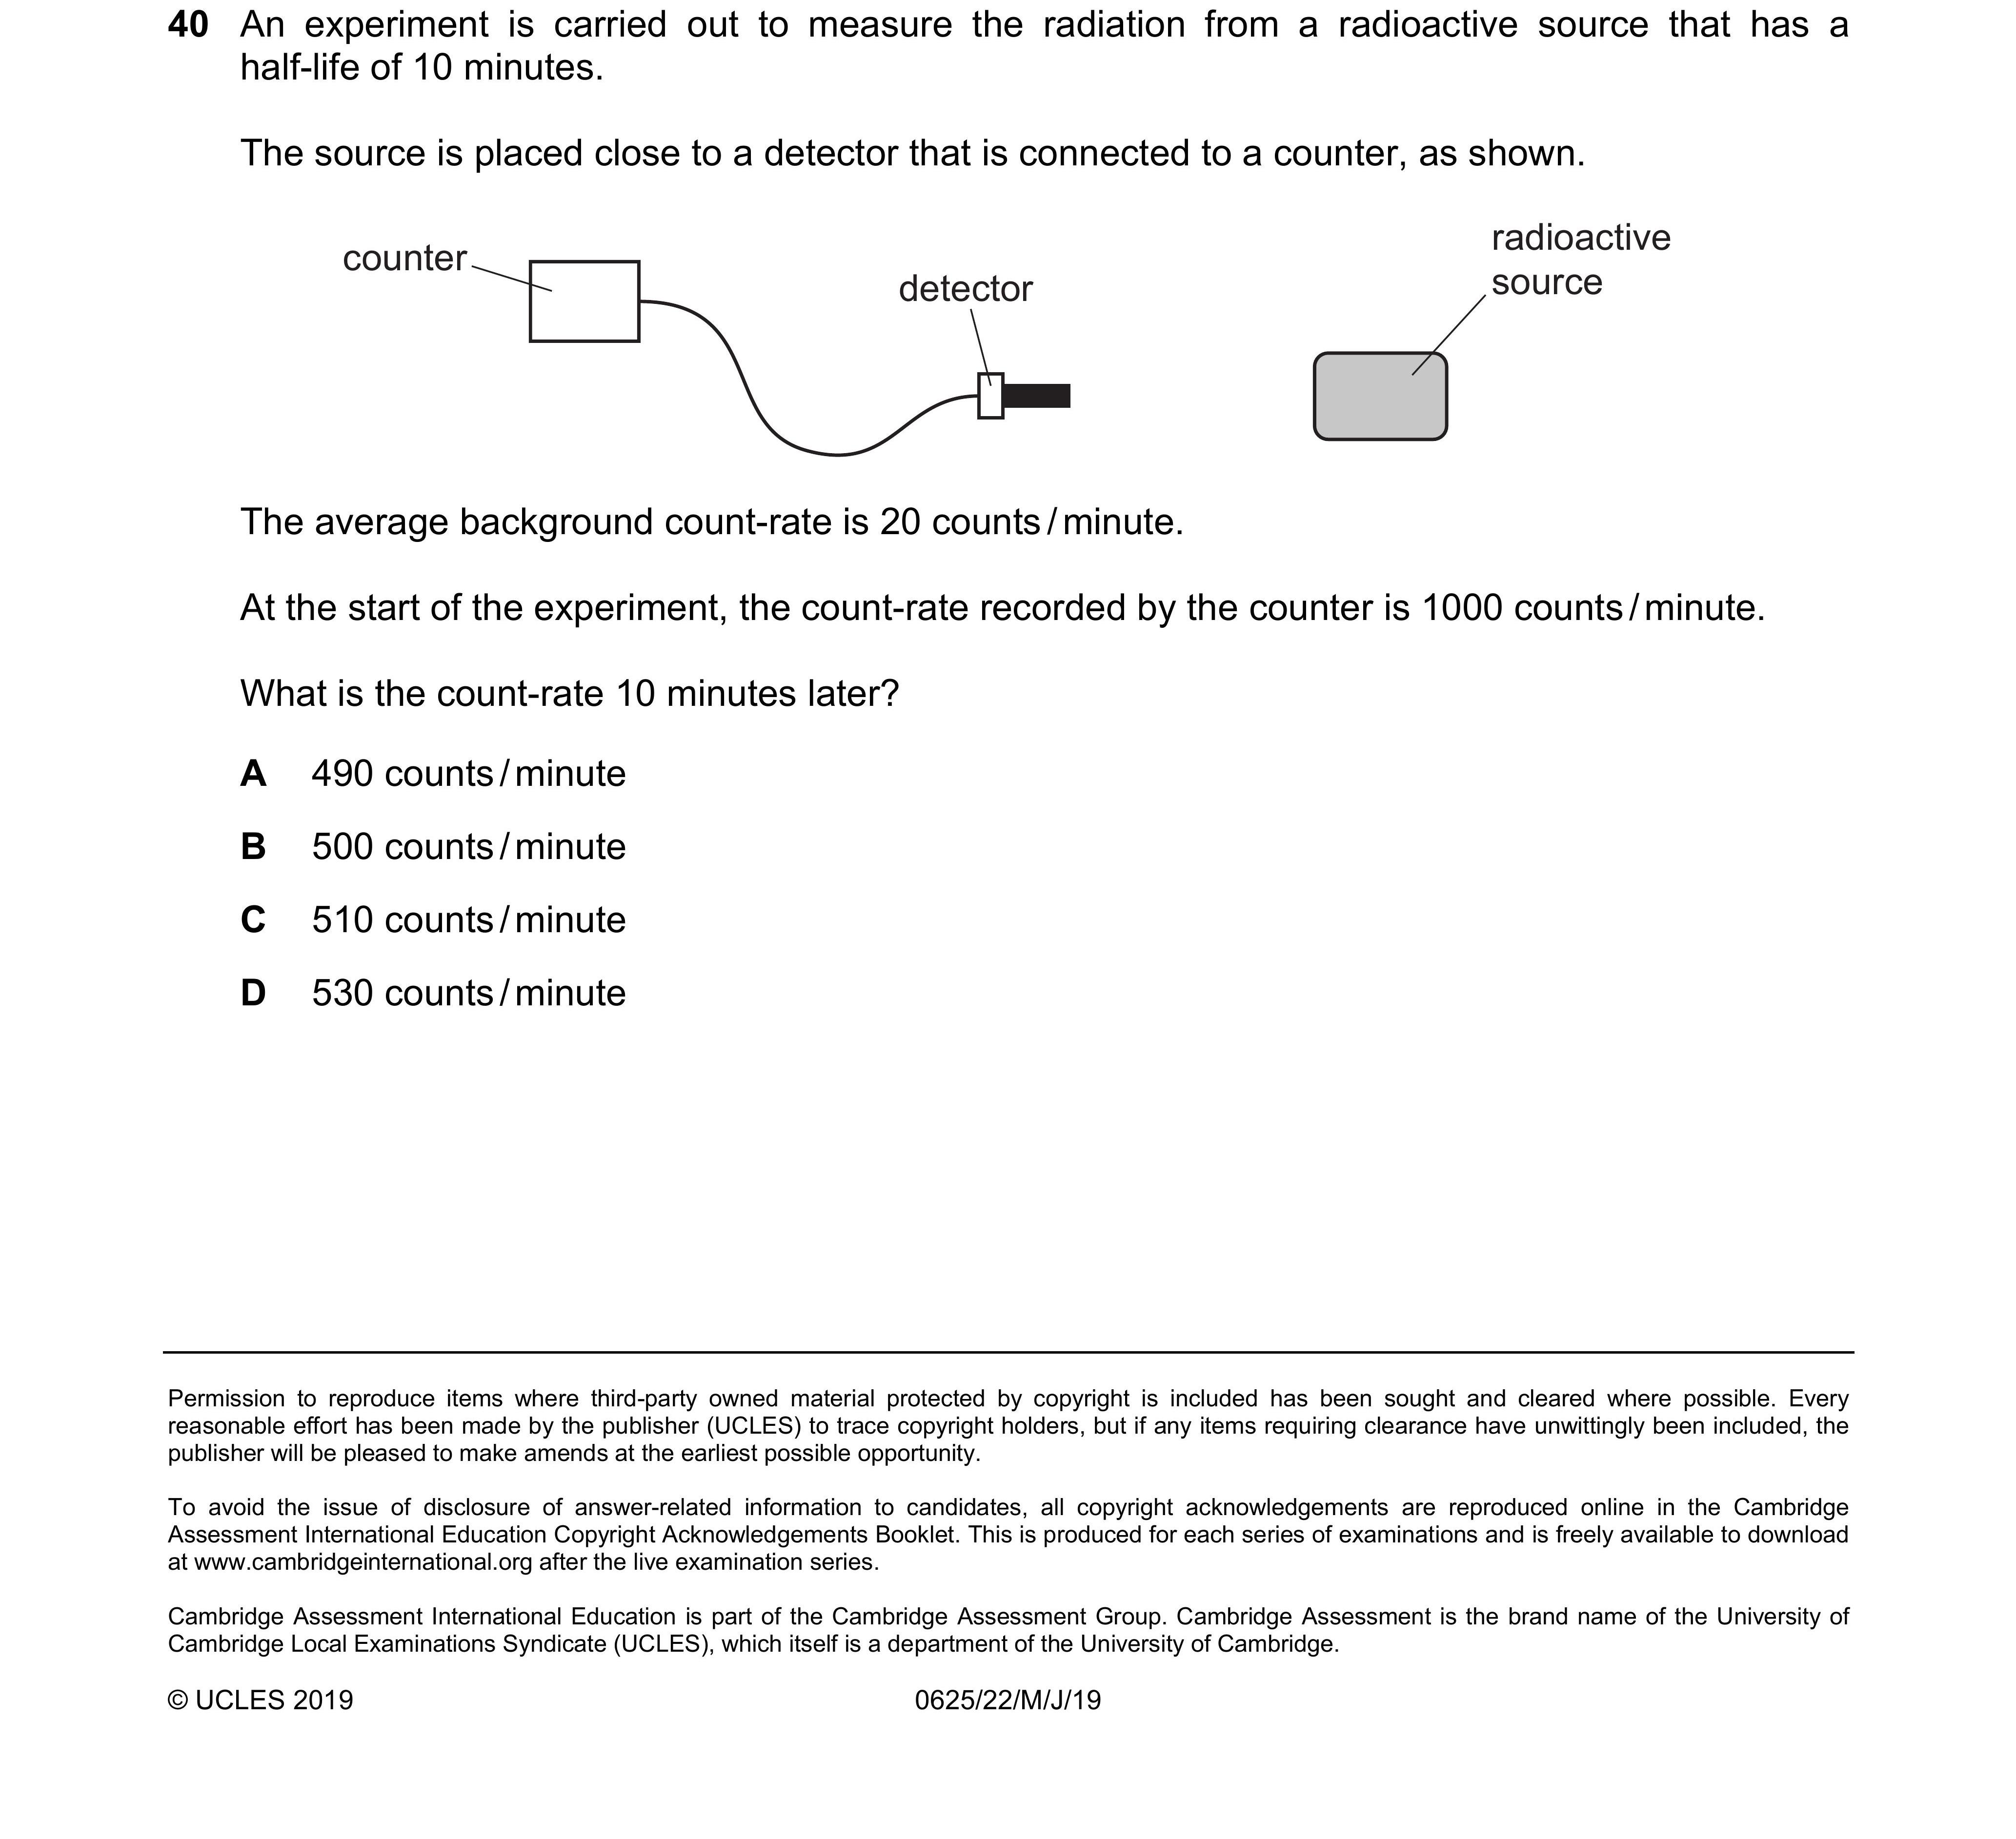 40 An experiment is carried out to measure the radiation from a radioactive source that has a
half-life of 10 minutes.
The source is placed close to a detector that is connected to a counter, as shown.
radioactive
source
counter
detector
The average background count-rate is 20 counts / minute.
At the start of the experiment, the count-rate recorded by the counter is 1000 counts / minute.
What is the count-rate 10 minutes later?
A 490 counts / minute
B 500 counts / minute
C 510 counts / minute
D 530 counts / minute
Permission to reproduce items where third-party owned material protected by copyright is included has been sought and cleared where possible. Every
reasonable effort has been made by the publisher (UCLES) to trace copyright holders, but if any items requiring clearance have unwittingly been included, the
publisher will be pleased to make amends at the earliest possible opportunity.
To avoid the issue of disclosure of answer-related information to candidates, all copyright acknowledgements are reproduced online in the Cambridge
Assessment International Education Copyright Acknowledgements Booklet. This is produced for each series of examinations and is freely available to download
at www.cambridgeinternational.org after the live examination series.
Cambridge Assessment International Education is part of the Cambridge Assessment Group. Cambridge Assessment is the brand name of the University of
Cambridge Local Examinations Syndicate (UCLES), which itself is a department of the University of Cambridge.
© UCLES 2019 0625/22/M/J/19